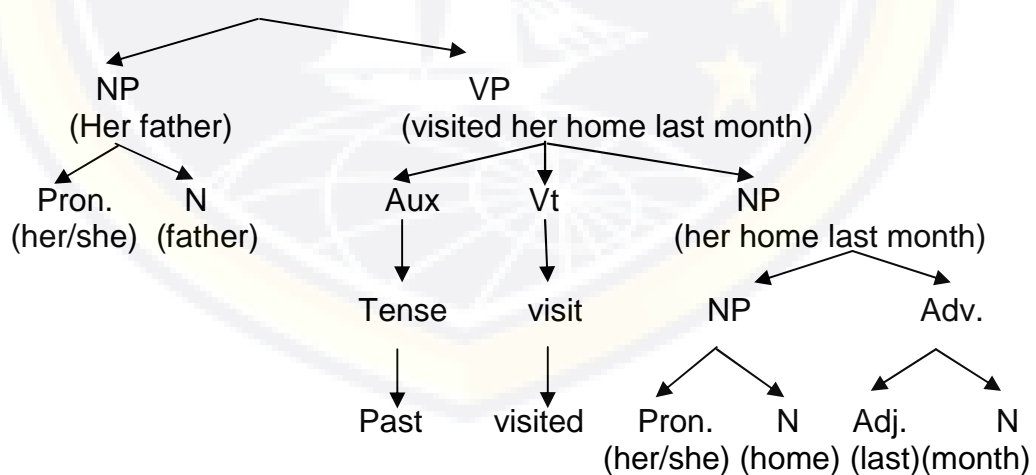 NP VP
(Her father) (visited her home last month)
Pron. N Aux Vt NP
(her/she) (father) (her home last month)
Tense visit NP Adv.
Past visited Pron. N Adj. N
(her/she) (home) (last)(month)